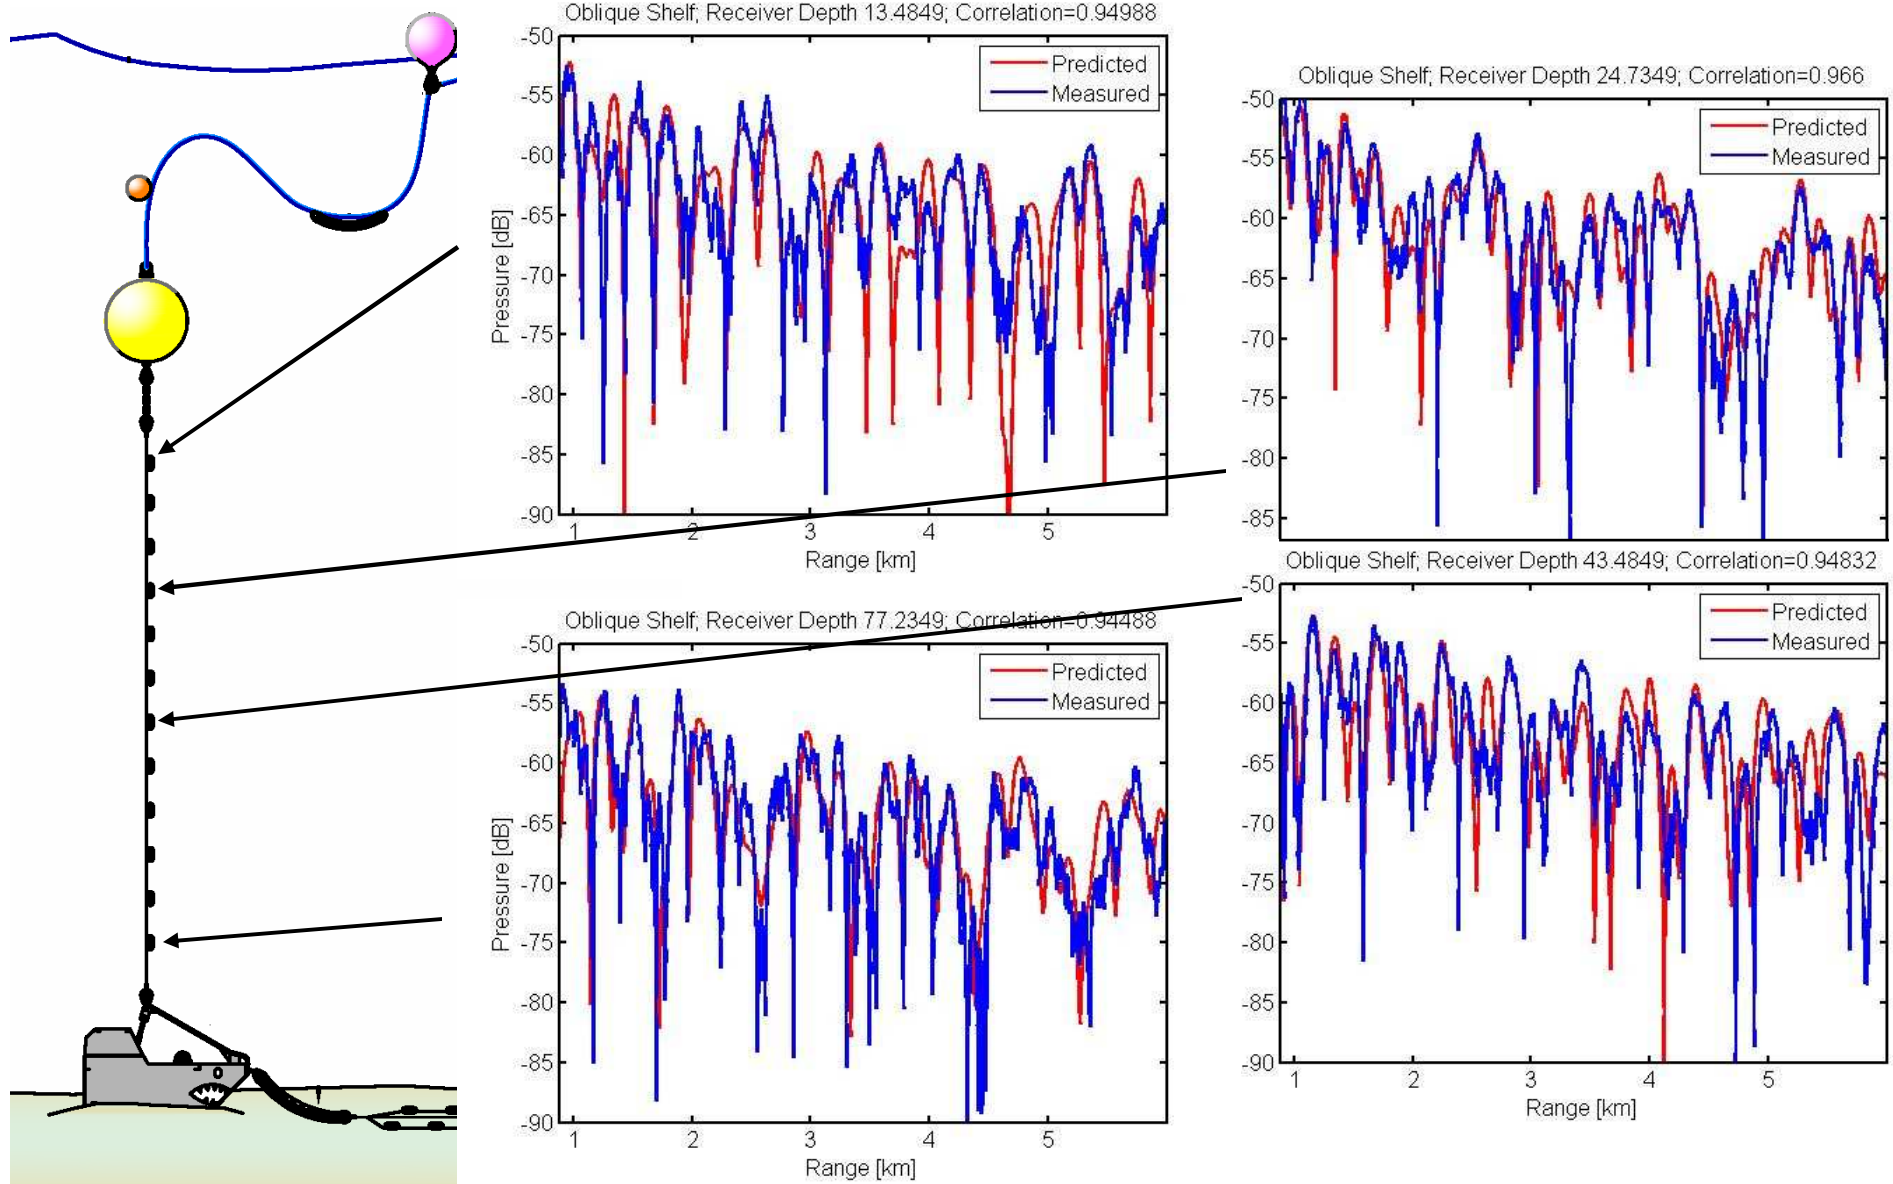 Oblique Shelf; Receiver Depth 13.4849; Correlation=0.94988
-50
-55
-60
-65
-70
-75
-80
-85
-90
Pressure [dB]
Predicted
Measured
1 2 3 4 5
Range [km]
Oblique Shelf; Receiver Depth 24.7349; Correlation=0.966
-50
-55
-60
-65
-70
-75
-80
-85
Predicted
Measured
Oblique Shelf; Receiver Depth 77.2349; Correlation=0.94488
-50
-55
-60
-65
-70
-75
-80
-85
-90
Pressure [dB]
Predicted
Measured
1 2 3 4 5
Range [km]
Oblique Shelf; Receiver Depth 43.4849; Correlation=0.94832
-50
-55
-60
-65
-70
-75
-80
-85
-90
Predicted
Measured
1 2 3 4 5
Range [km]